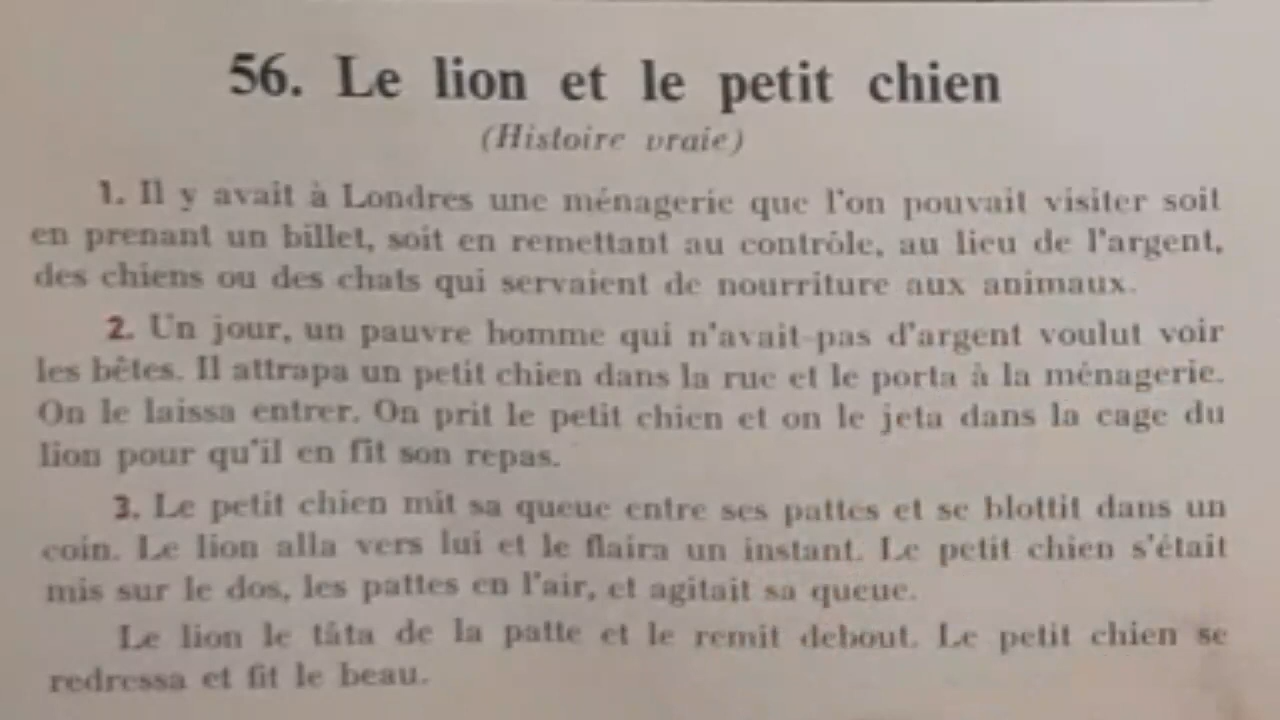 56. Le lion et le petit chien
(Histoire vraie)
1. Il y avait à Londres une ménagerie que l'on pouvait visiter soit
en prenant un billet, soit en remettant au contrôle, au lieu de l'argent,
des chiens ou des chats qui servaient de nourriture aux animaux.
2. Un jour, un pauvre homme qui n'avait pas d'argent voulut voir
les bêtes. Il attrapa un petit chien dans la rue et le porta à la ménagerie.
On le laissa entrer. On prit le petit chien et on le jeta dans la cage du
lion pour qu'il en fit son repas.
3. Le petit chien mit sa queue entre ses pattes et se blottit dans un
coin. Le lion alla vers lui et le flaira un instant. Le petit chien s'était
mis sur le dos, les pattes en l'air, et agitait sa queue.
Le lion le tâta de la patte et le remit debout. Le petit chien se
redressa et fit le beau.